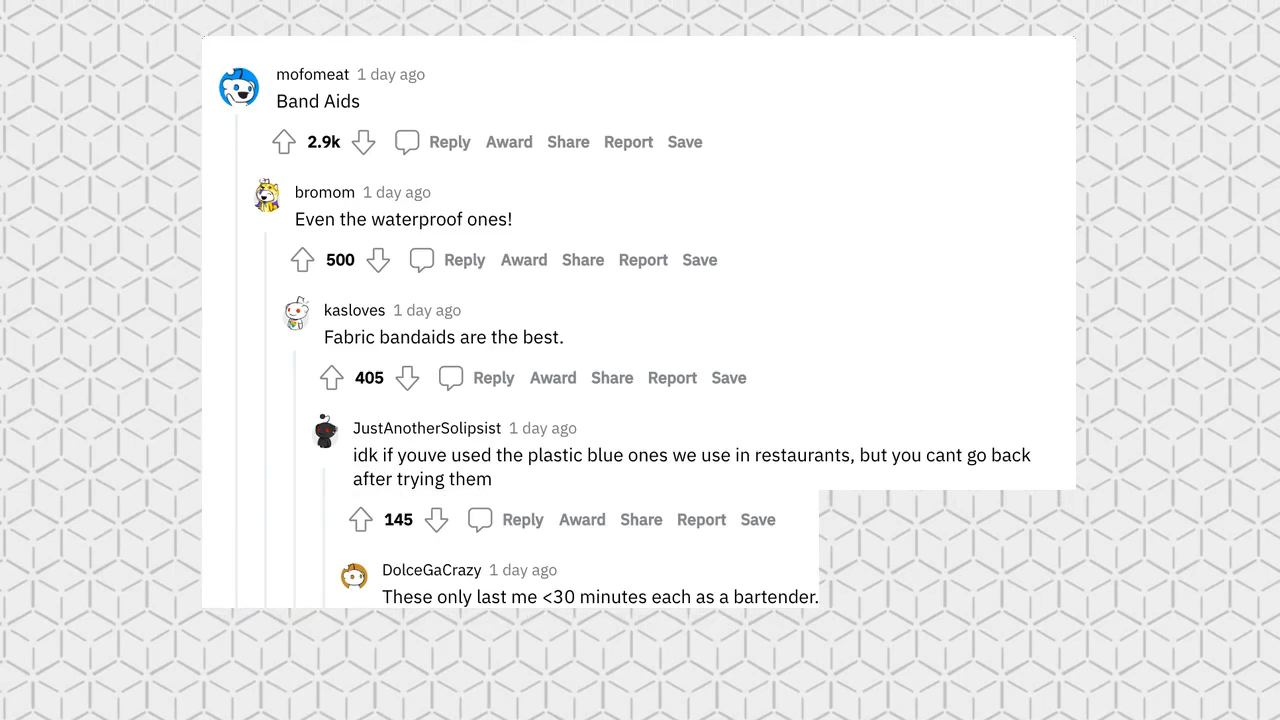 mofomeat 1 day ago
Band Aids
2.9k Reply Award Share Report Save
bromom 1 day ago
Even the waterproof ones!
500 Reply Award Share Report Save
kasloves 1 day ago
Fabric bandaids are the best.
405 Reply Award Share Report Save
JustAnotherSolipsist 1 day ago
idk if youve used the plastic blue ones we use in restaurants, but you cant go back
after trying them
145 Reply Award Share Report Save
DolceGaCrazy 1 day ago
These only last me <30 minutes each as a bartender.